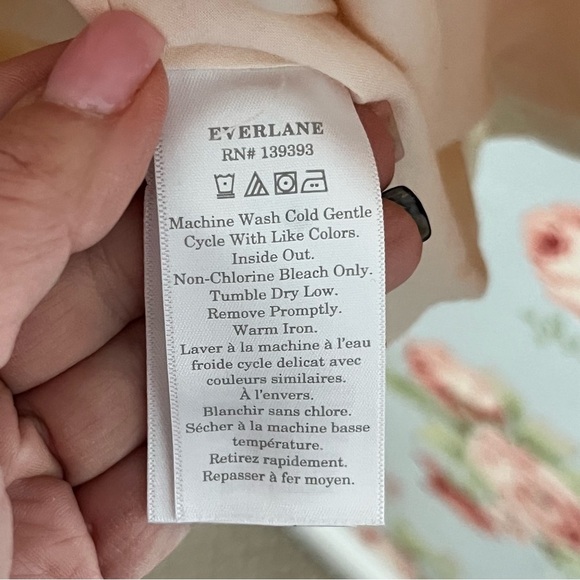 EVERLANE
RN# 139393
Machine Wash Cold Gentle
Cycle With Like Colors.
Inside Out.
Non-Chlorine Bleach Only.
Tumble Dry Low.
Remove Promptly.
Warm Iron.
Laver à la machine à l'eau
froide cycle delicat avec
couleurs similaires.
À l'envers.
Blanchir sans chlore.
Sécher à la machine basse
température.
Retirez rapidement.
Repasser à fer moyen.